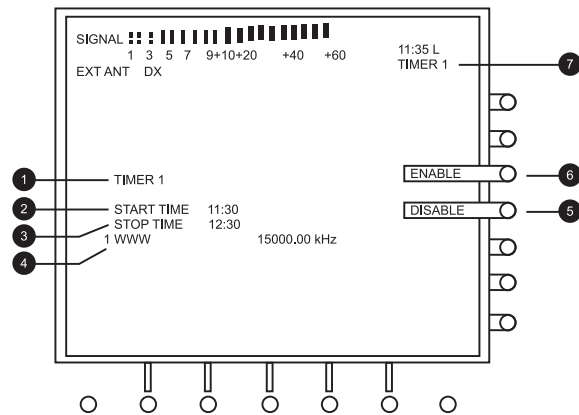 SIGNAL
1 3 5 7 9+10+20 +40 +60
11:35 L
EXT ANT DX
TIMER 1
7
1
TIMER 1
ENABLE
6
2
START TIME 11:30
DISABLE
5
3
STOP TIME 12:30
4
1 WWW 15000.00 kHz